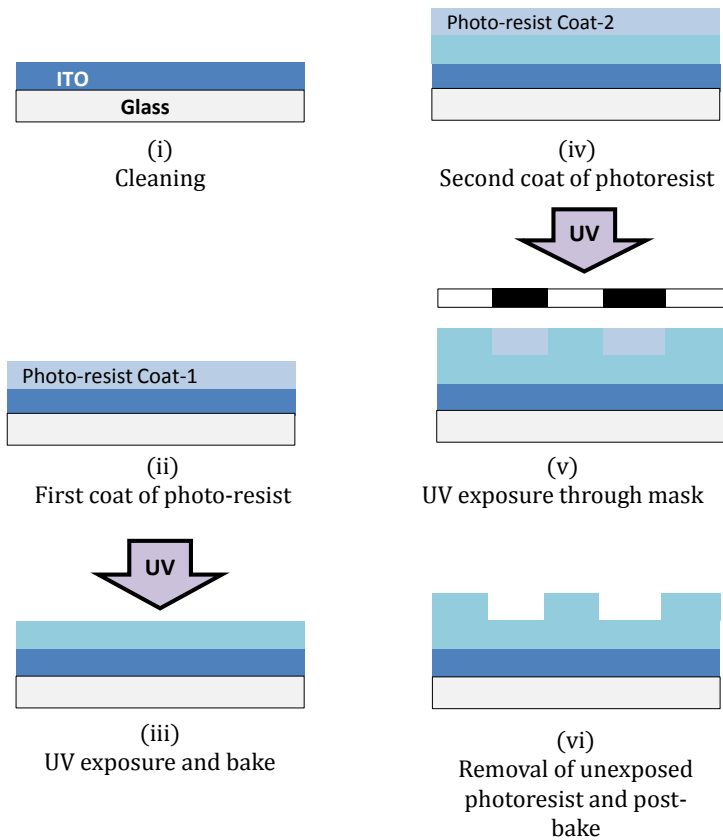 ITO
Glass
(i)
Cleaning
Photo-resist Coat-1
(ii)
First coat of photo-resist
UV
(iii)
UV exposure and bake
Photo-resist Coat-2
(iv)
Second coat of photoresist
UV
(v)
UV exposure through mask
(vi)
Removal of unexposed
photoresist and post-
bake